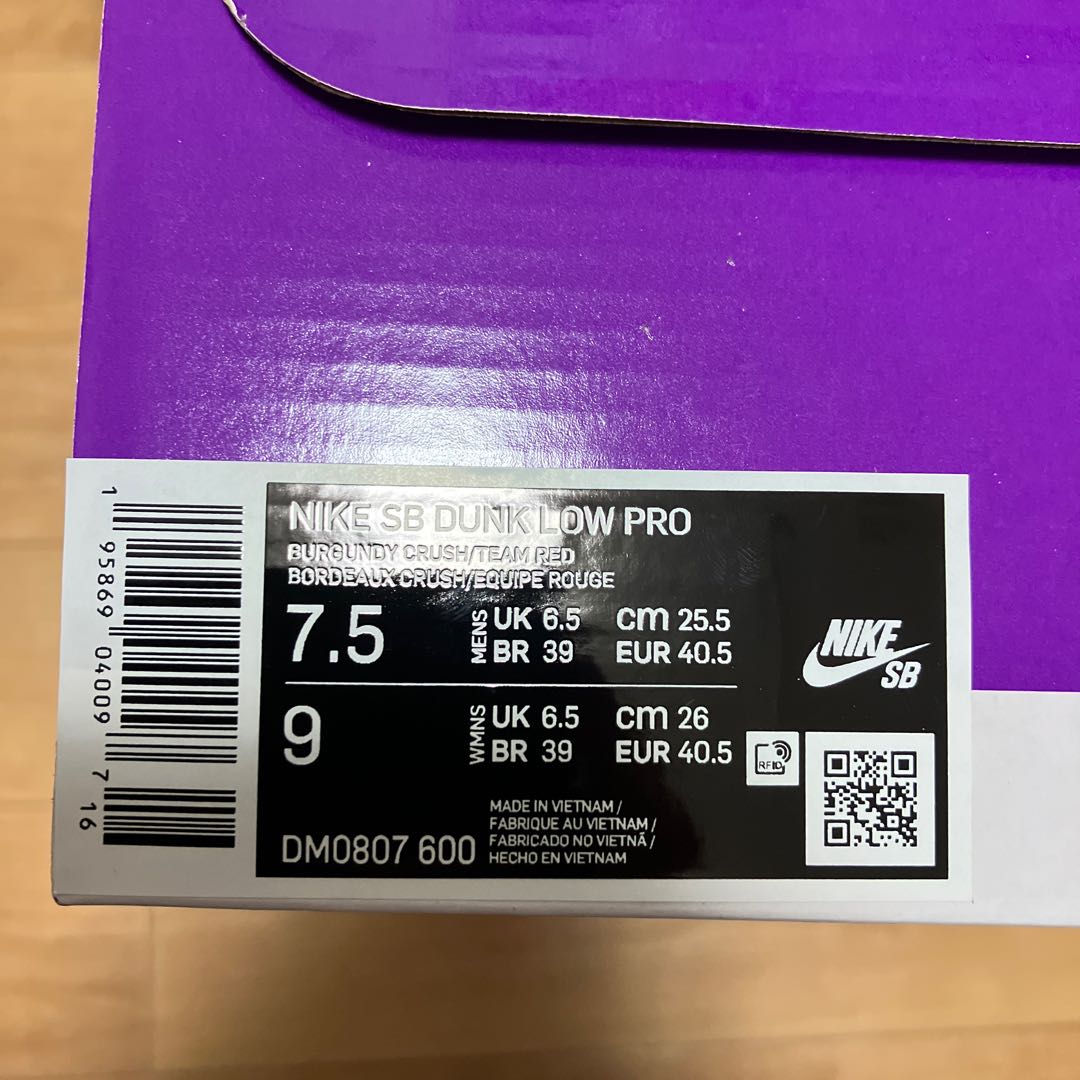 NIKE SB DUNK LOW PRO
BURGUNDY CRUSH/TEAM RED
BORDEAUX CRUSH/EQUIPE ROUGE
7.5 MENS UK 6.5 cm 25.5
BR 39 EUR 40.5
9 WMNS UK 6.5 cm 26
BR 39 EUR 40.5
DM0807 600
MADE IN VIETNAM /
FABRIQUE AU VIETNAM /
FABRICADO NO VIETNÃ /
HECHO EN VIETNAM
NIKE
SB
RFID
1 95869 04009 7 16